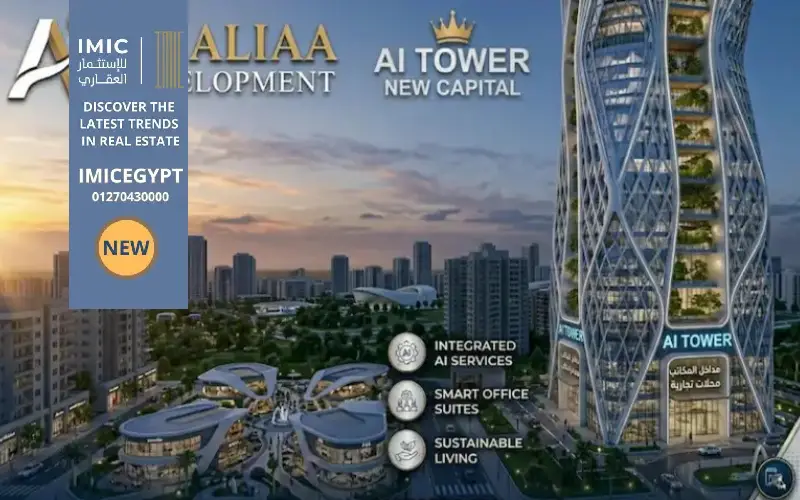 ALIAA
ELOPMENT
IMIC
للإستثمار
العقاري
DISCOVER THE
LATEST TRENDS
IN REAL ESTATE
IMICEGYPT
01270430000
NEW
AI TOWER
NEW CAPITAL
INTEGRATED
AI SERVICES
SMART OFFICE
SUITES
SUSTAINABLE
LIVING
AI TOWER
AI TOWER
مداخل المكاتب
محلات تجارية